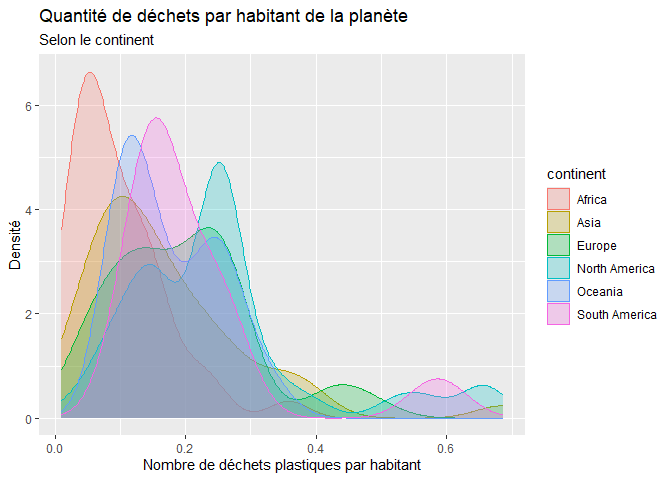 Quantité de déchets par habitant de la planète
Selon le continent
6
4
2
0
Densité
0.0 0.2 0.4 0.6
Nombre de déchets plastiques par habitant
continent
Africa
Asia
Europe
North America
Oceania
South America